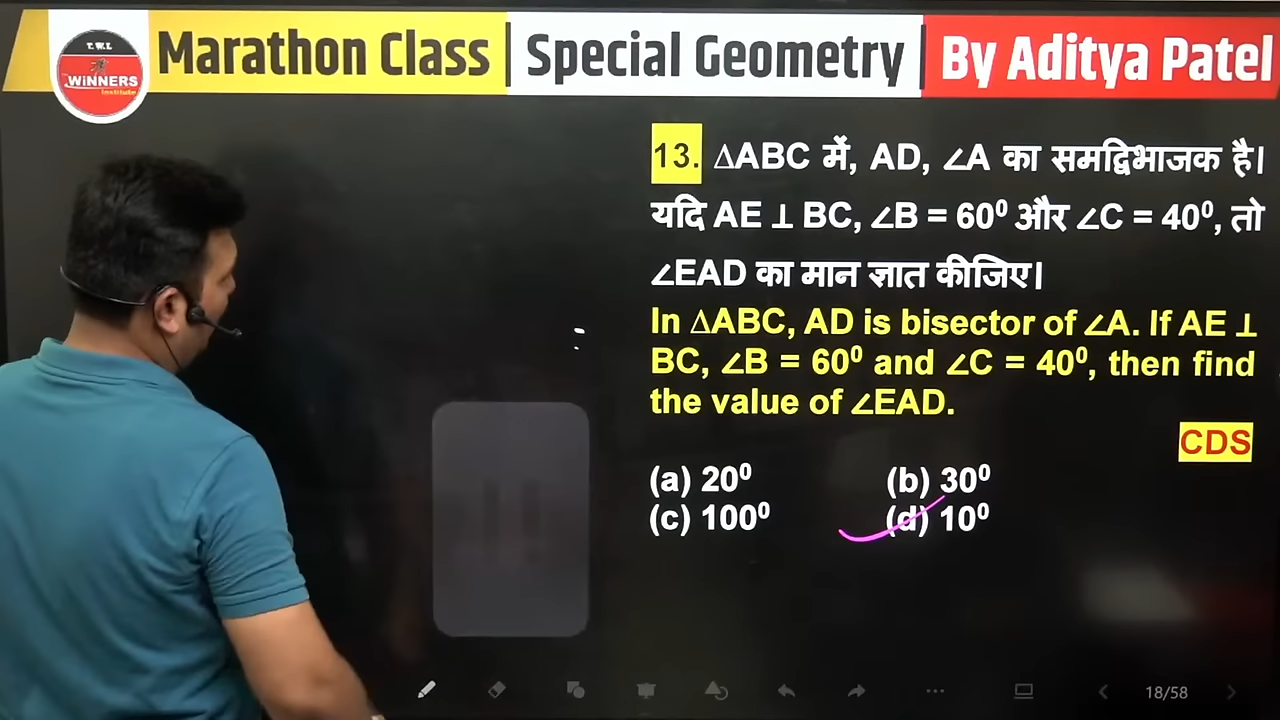 T.W.I.
WINNERS
Institute
Marathon Class | Special Geometry By Aditya Patel
13. ∆ABC में, AD, ∠A का समद्विभाजक है।
यदि AE ⊥ BC, ∠B = 60⁰ और ∠C = 40⁰, तो
∠EAD का मान ज्ञात कीजिए।
In ∆ABC, AD is bisector of ∠A. If AE ⊥
BC, ∠B = 60⁰ and ∠C = 40⁰, then find
the value of ∠EAD.
CDS
(a) 20⁰ (b) 30⁰
(c) 100⁰ (d) 10⁰
18/58